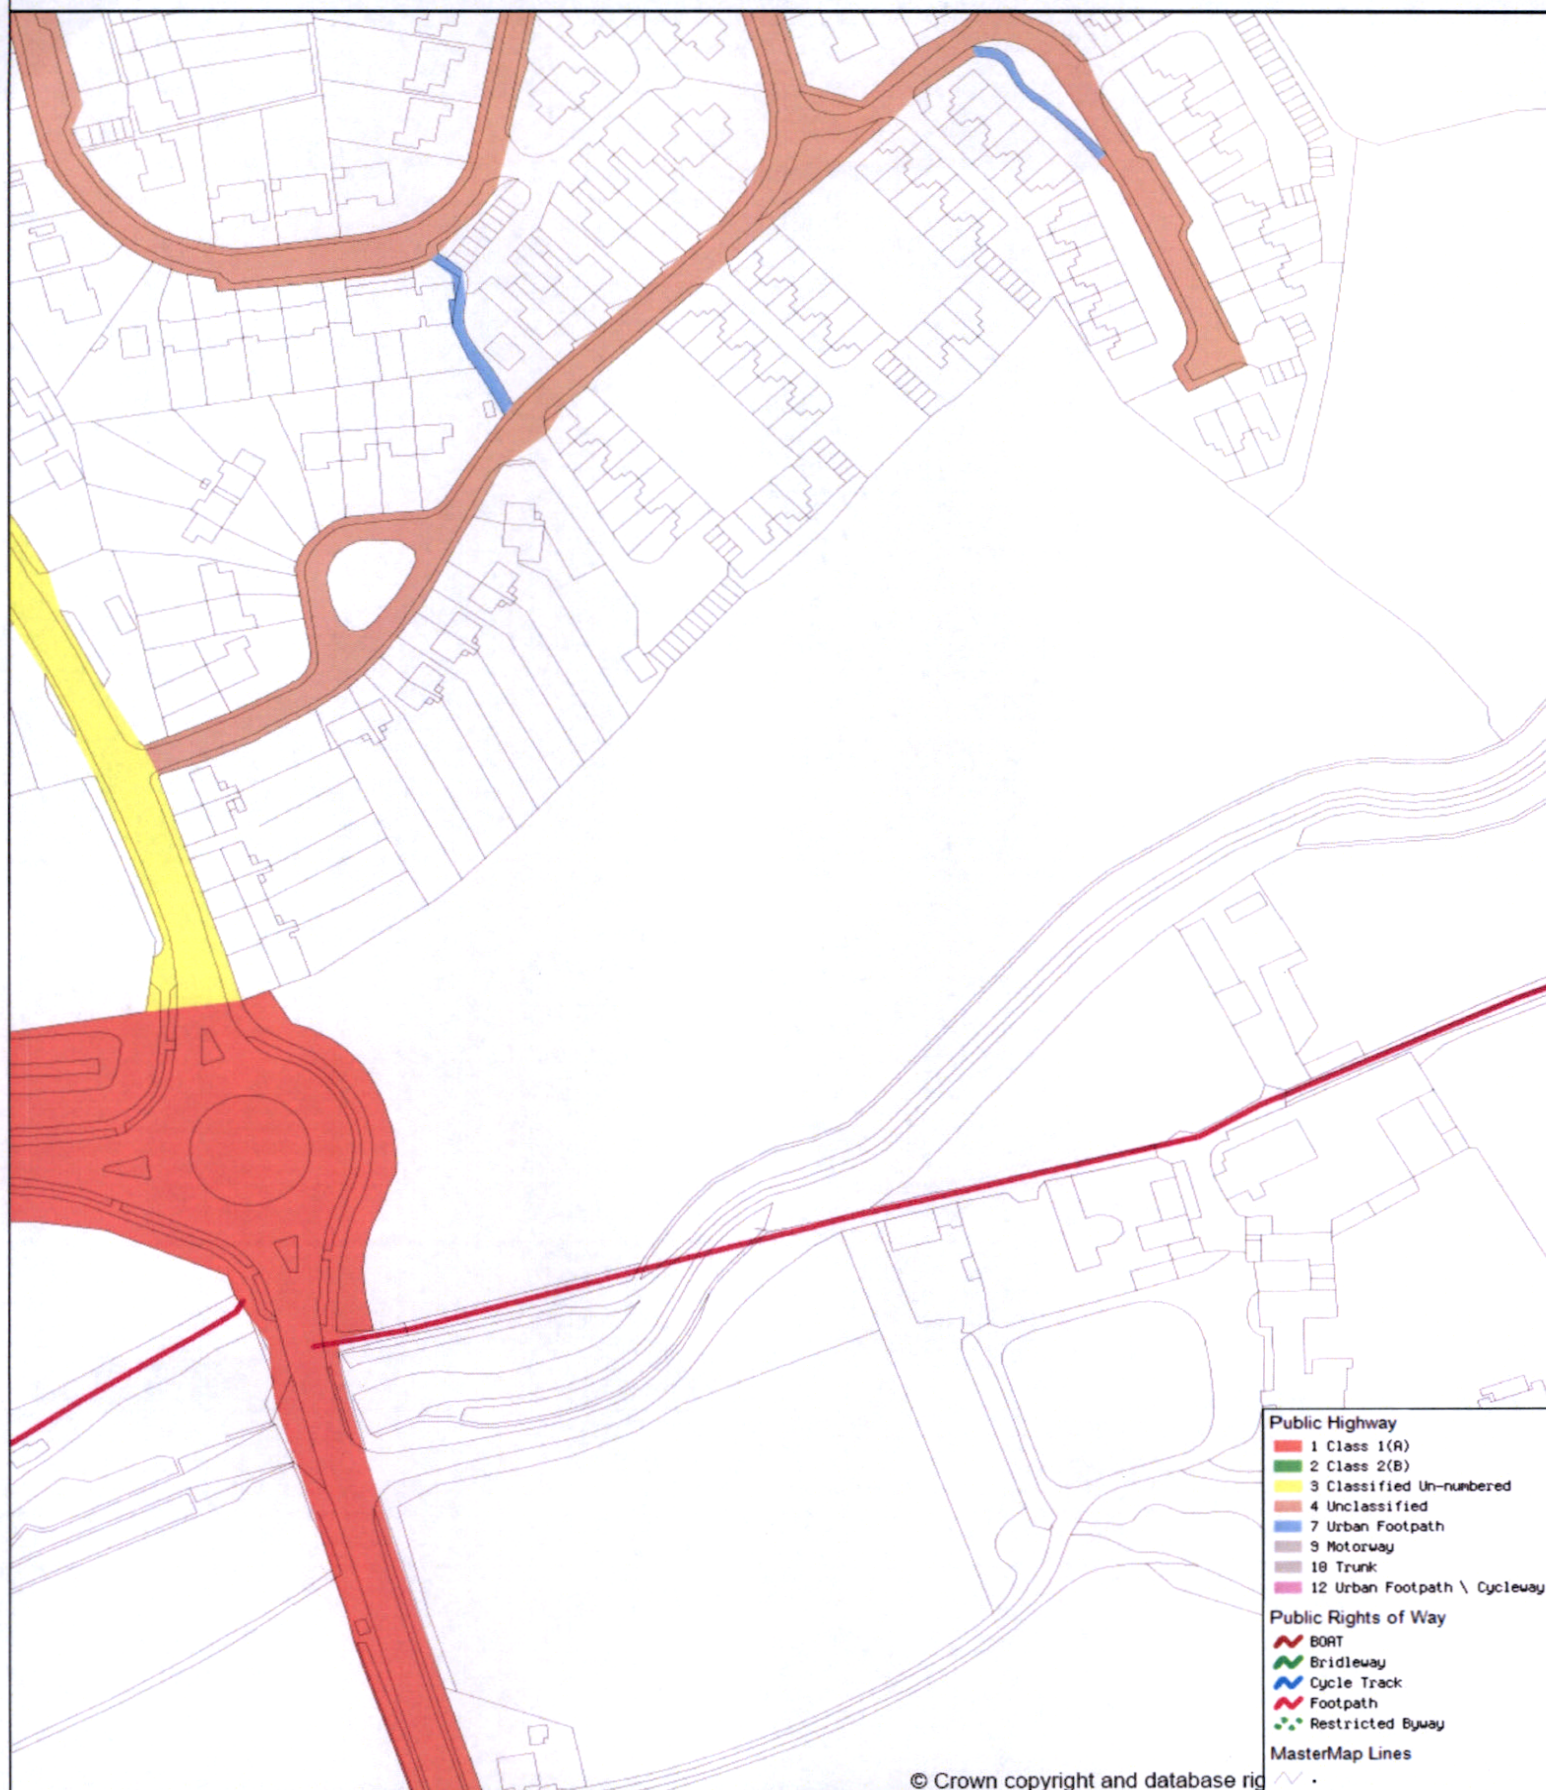 Public Highway
1 Class 1(A)
2 Class 2(B)
3 Classified Un-numbered
4 Unclassified
7 Urban Footpath
9 Motorway
10 Trunk
12 Urban Footpath \ Cycleway
Public Rights of Way
BOAT
Bridleway
Cycle Track
Footpath
Restricted Byway
MasterMap Lines
.
© Crown copyright and database rig